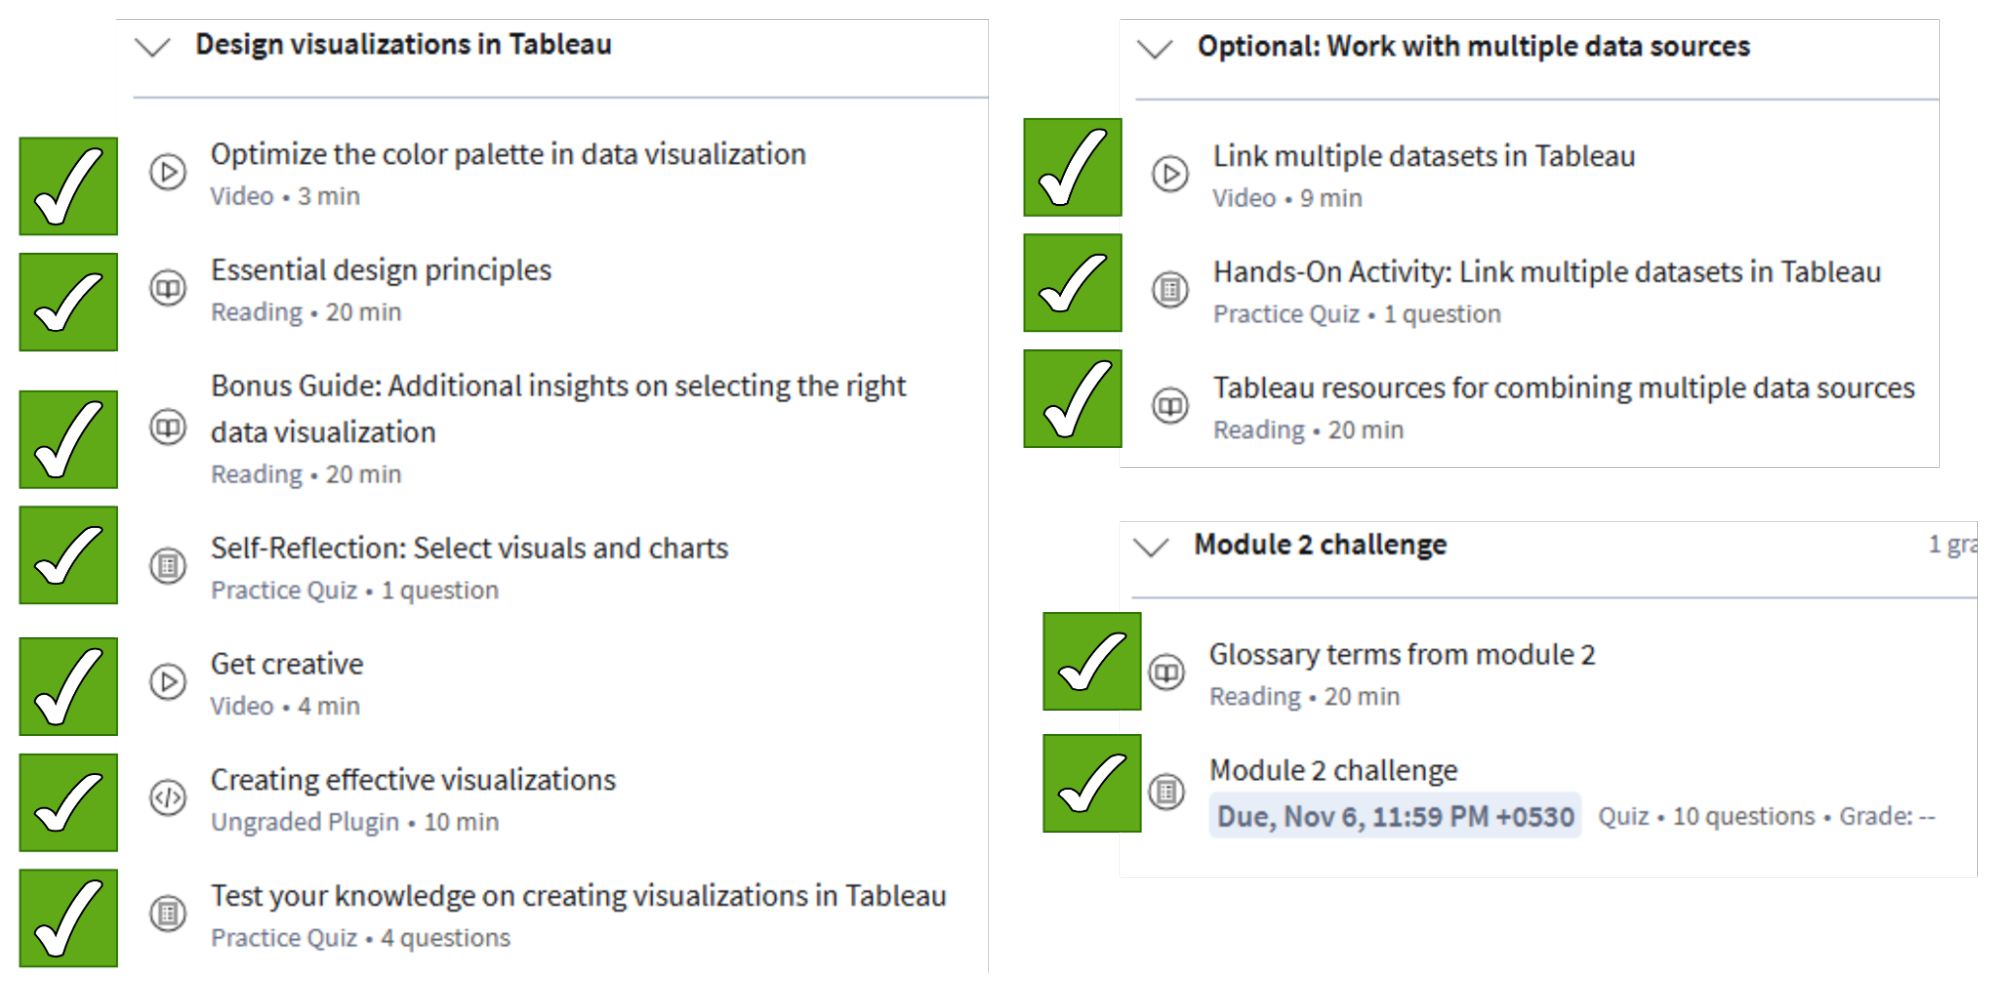 Design visualizations in Tableau
Optimize the color palette in data visualization
Video • 3 min
Essential design principles
Reading • 20 min
Bonus Guide: Additional insights on selecting the right
data visualization
Reading • 20 min
Self-Reflection: Select visuals and charts
Practice Quiz • 1 question
Get creative
Video • 4 min
Creating effective visualizations
Ungraded Plugin • 10 min
Test your knowledge on creating visualizations in Tableau
Practice Quiz • 4 questions
Optional: Work with multiple data sources
Link multiple datasets in Tableau
Video • 9 min
Hands-On Activity: Link multiple datasets in Tableau
Practice Quiz • 1 question
Tableau resources for combining multiple data sources
Reading • 20 min
Module 2 challenge
1 gra
Glossary terms from module 2
Reading • 20 min
Module 2 challenge
Due, Nov 6, 11:59 PM +0530 Quiz • 10 questions • Grade: --